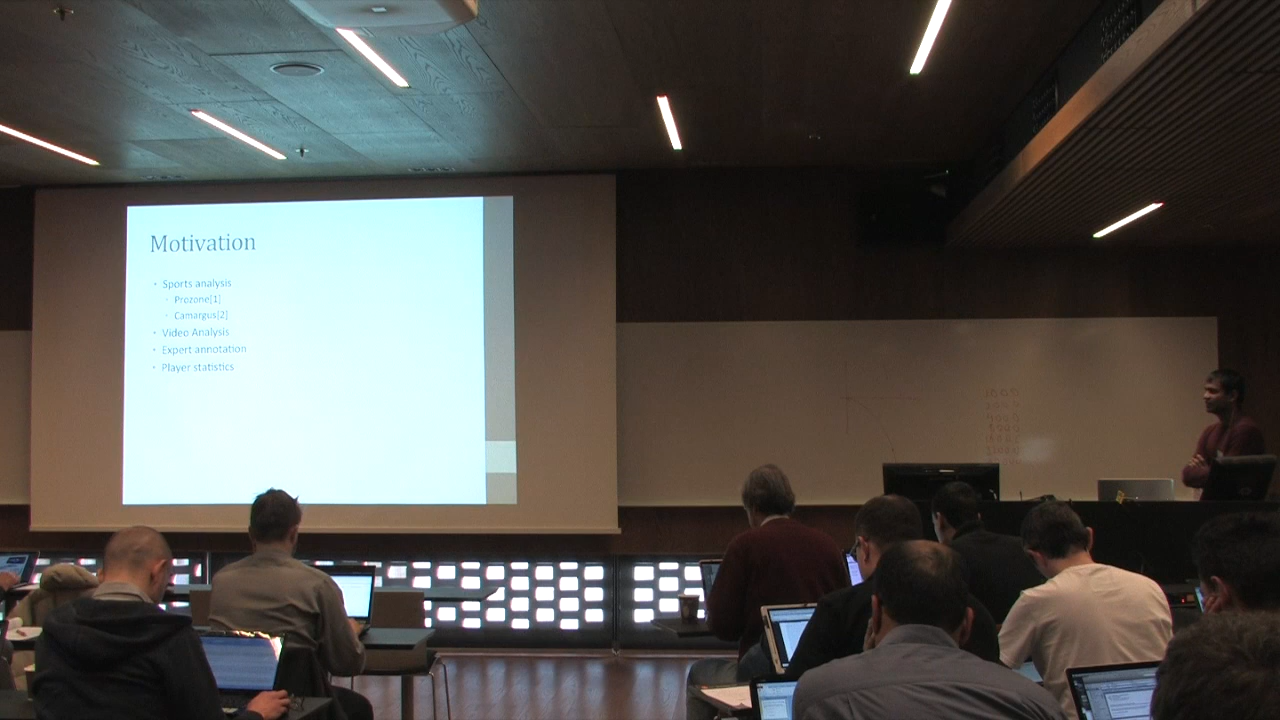 Motivation
• Sports analysis
• Prozone[1]
• Camargus[2]
• Video Analysis
• Expert annotation
• Player statistics